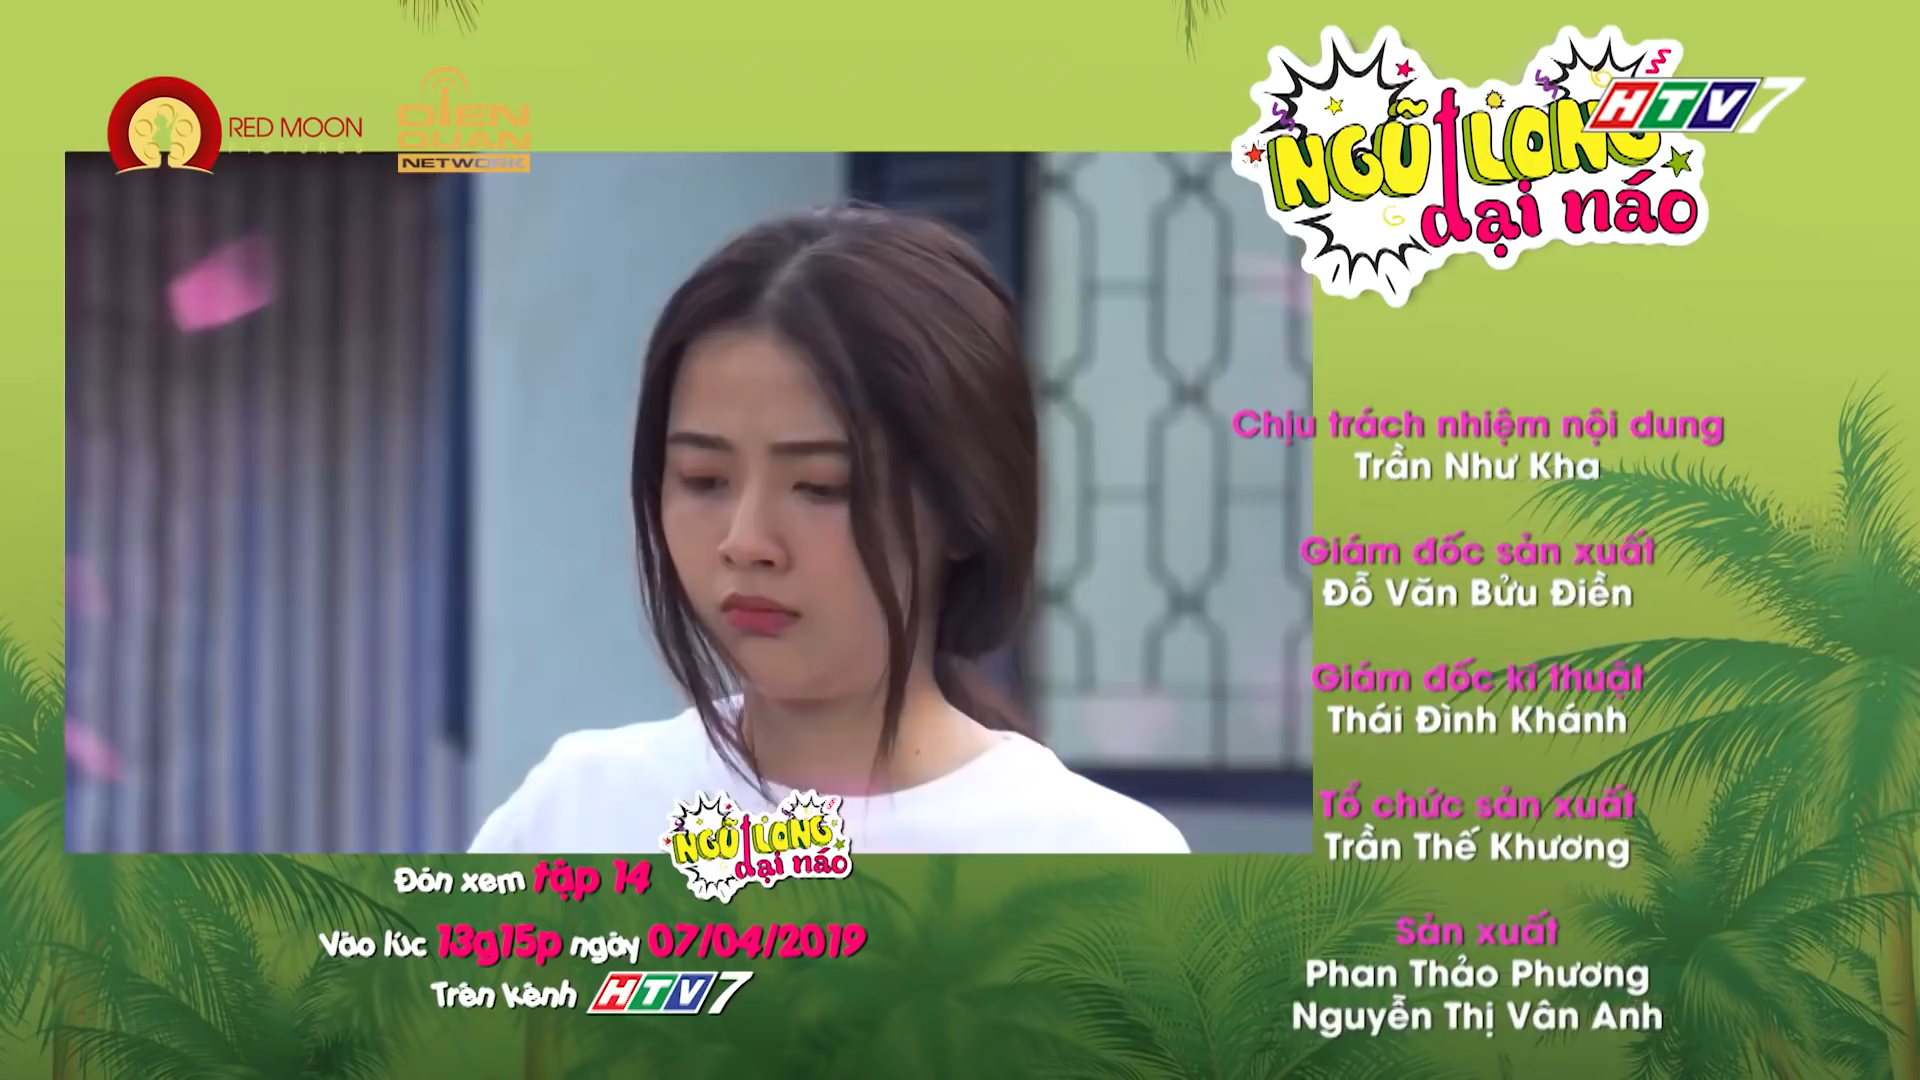 RED MOON
PICTURES
ĐIỀN
QUÂN
NETWORK
NGŨ LONG
đại náo
HTV7
Chịu trách nhiệm nội dung
Trần Như Kha
Giám đốc sản xuất
Đỗ Văn Bửu Điền
Giám đốc kĩ thuật
Thái Đình Khánh
Tổ chức sản xuất
Trần Thế Khương
Sản xuất
Phan Thảo Phương
Nguyễn Thị Vân Anh
Đón xem tập 14
NGŨ LONG
đại náo
Vào lúc 13g15p ngày 07/04/2019
Trên kênh HTV7